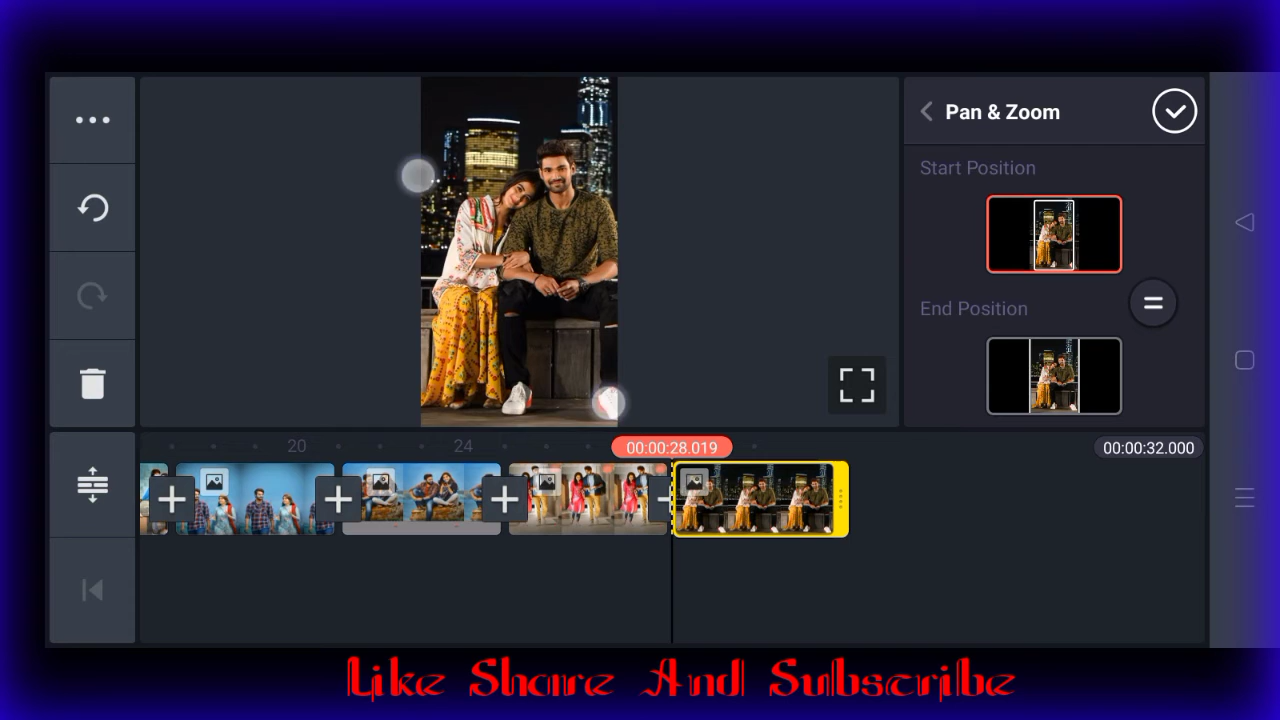 Pan & Zoom
Start Position
End Position
20
24
00:00:28.019
00:00:32.000
Like Share And Subscribe